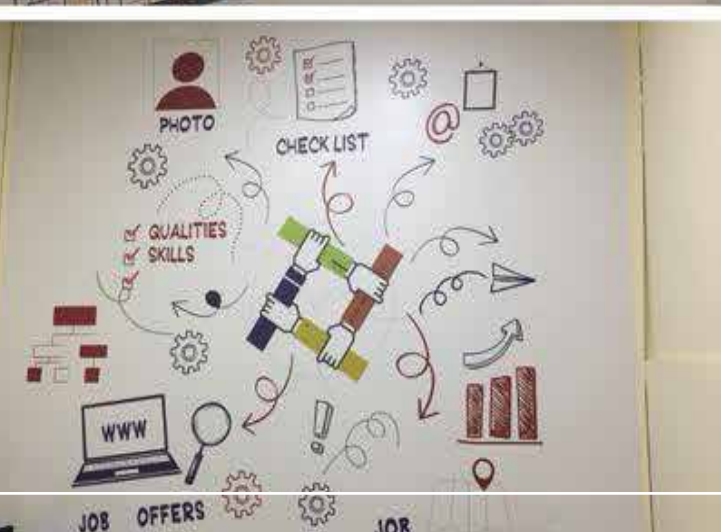 PHOTO
CHECK LIST
@
QUALITIES
SKILLS
WWW
JOB OFFERS
JOB